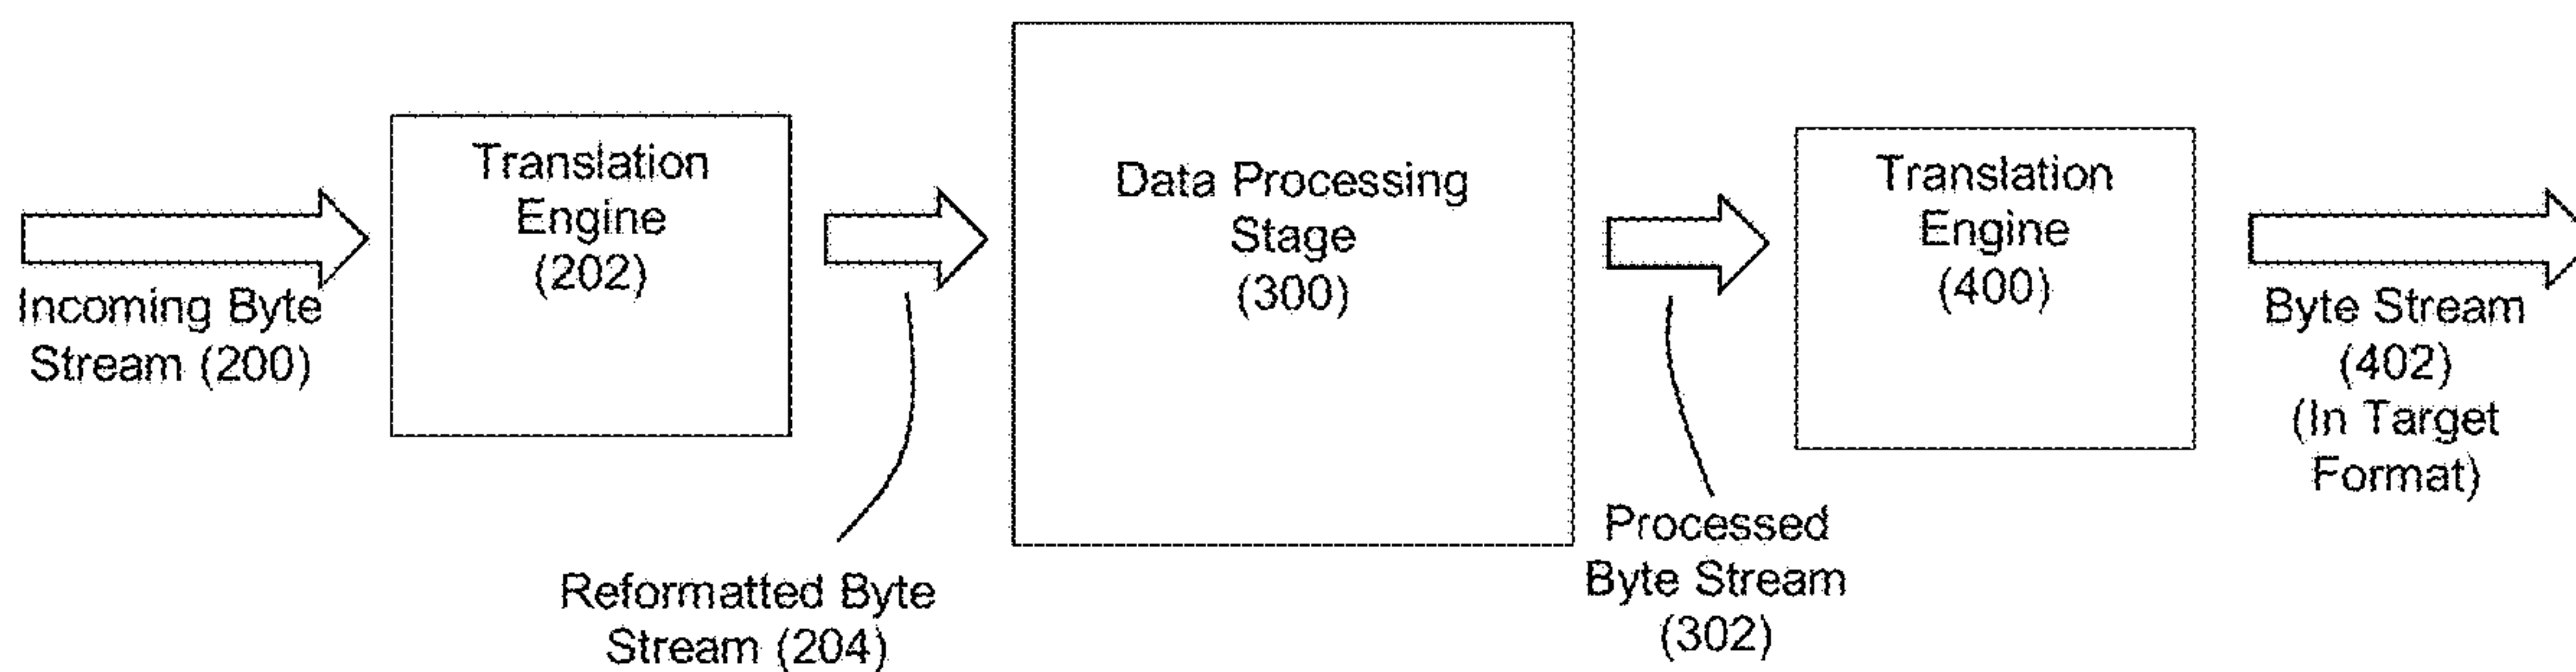 Incoming Byte
Stream (200)
Translation
Engine
(202)
Reformatted Byte
Stream (204)
Data Processing
Stage
(300)
Processed
Byte Stream
(302)
Translation
Engine
(400)
Byte Stream
(402)
(In Target
Format)